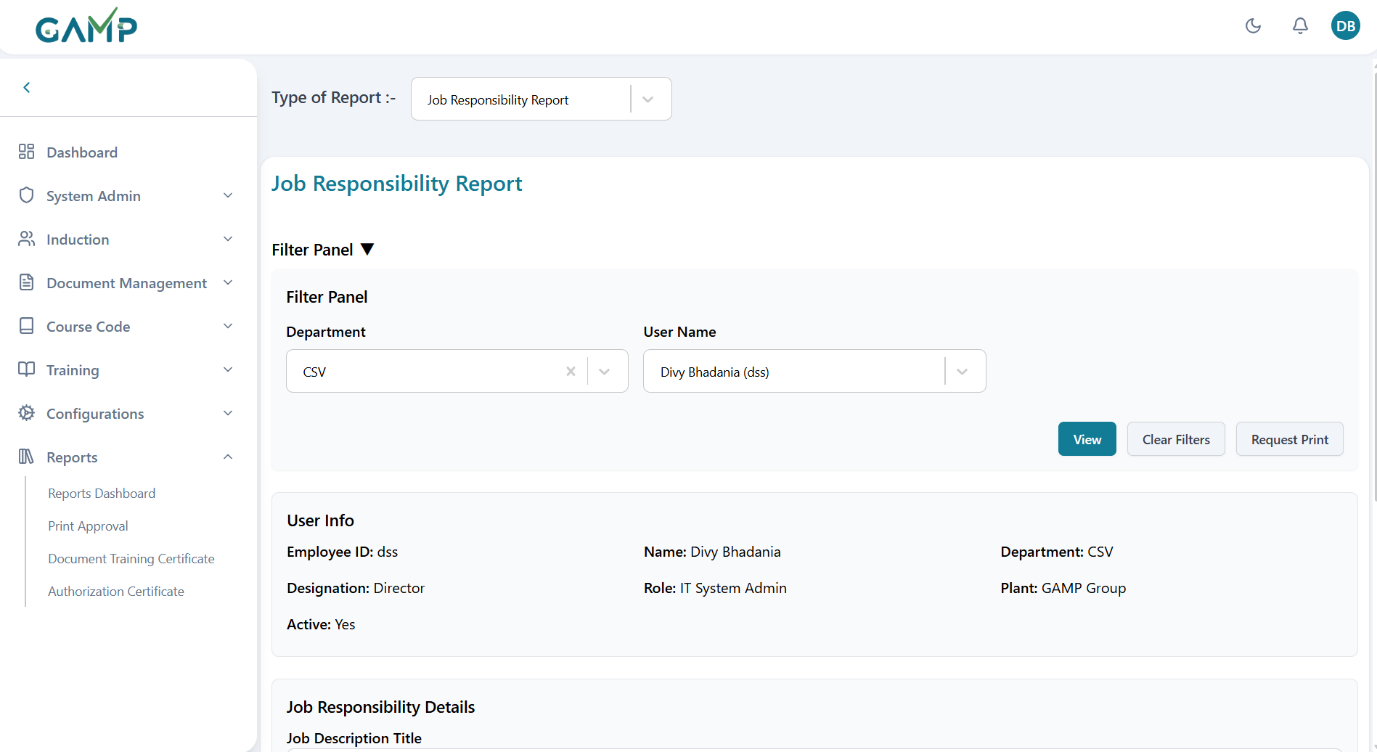 GAMP
DB
Type of Report :-
Job Responsibility Report
Dashboard
System Admin
Induction
Document Management
Course Code
Training
Configurations
Reports
Reports Dashboard
Print Approval
Document Training Certificate
Authorization Certificate
Job Responsibility Report
Filter Panel ▼
Filter Panel
Department
User Name
CSV
Divy Bhadania (dss)
View
Clear Filters
Request Print
User Info
Employee ID: dss
Name: Divy Bhadania
Department: CSV
Designation: Director
Role: IT System Admin
Plant: GAMP Group
Active: Yes
Job Responsibility Details
Job Description Title